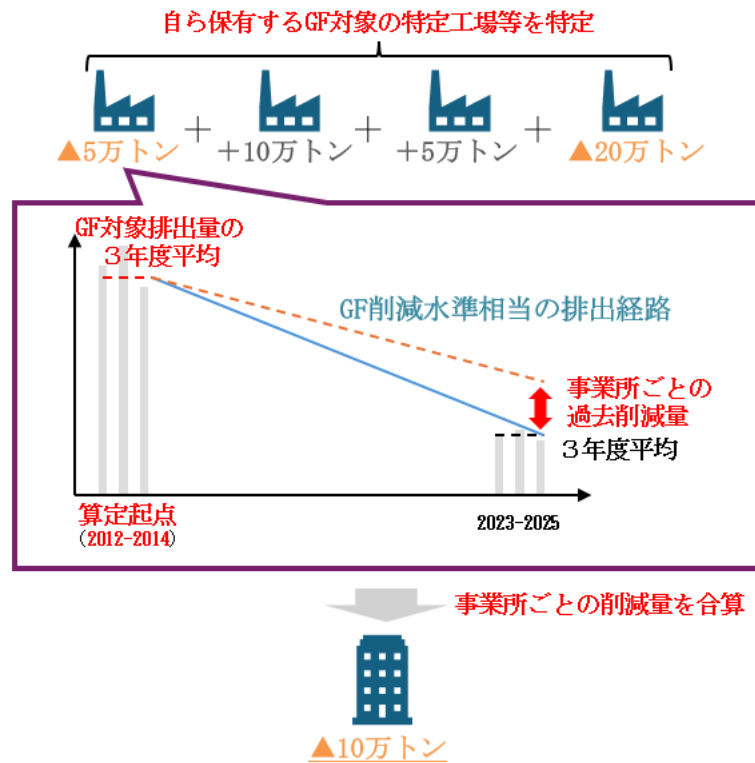 自ら保有するGF対象の特定工場等を特定
▲5万トン + +10万トン + +5万トン + ▲20万トン
GF対象排出量の
３年度平均
GF削減水準相当の排出経路
事業所ごとの
過去削減量
３年度平均
算定起点
(2012-2014)
2023-2025
事業所ごとの削減量を合算
▲10万トン